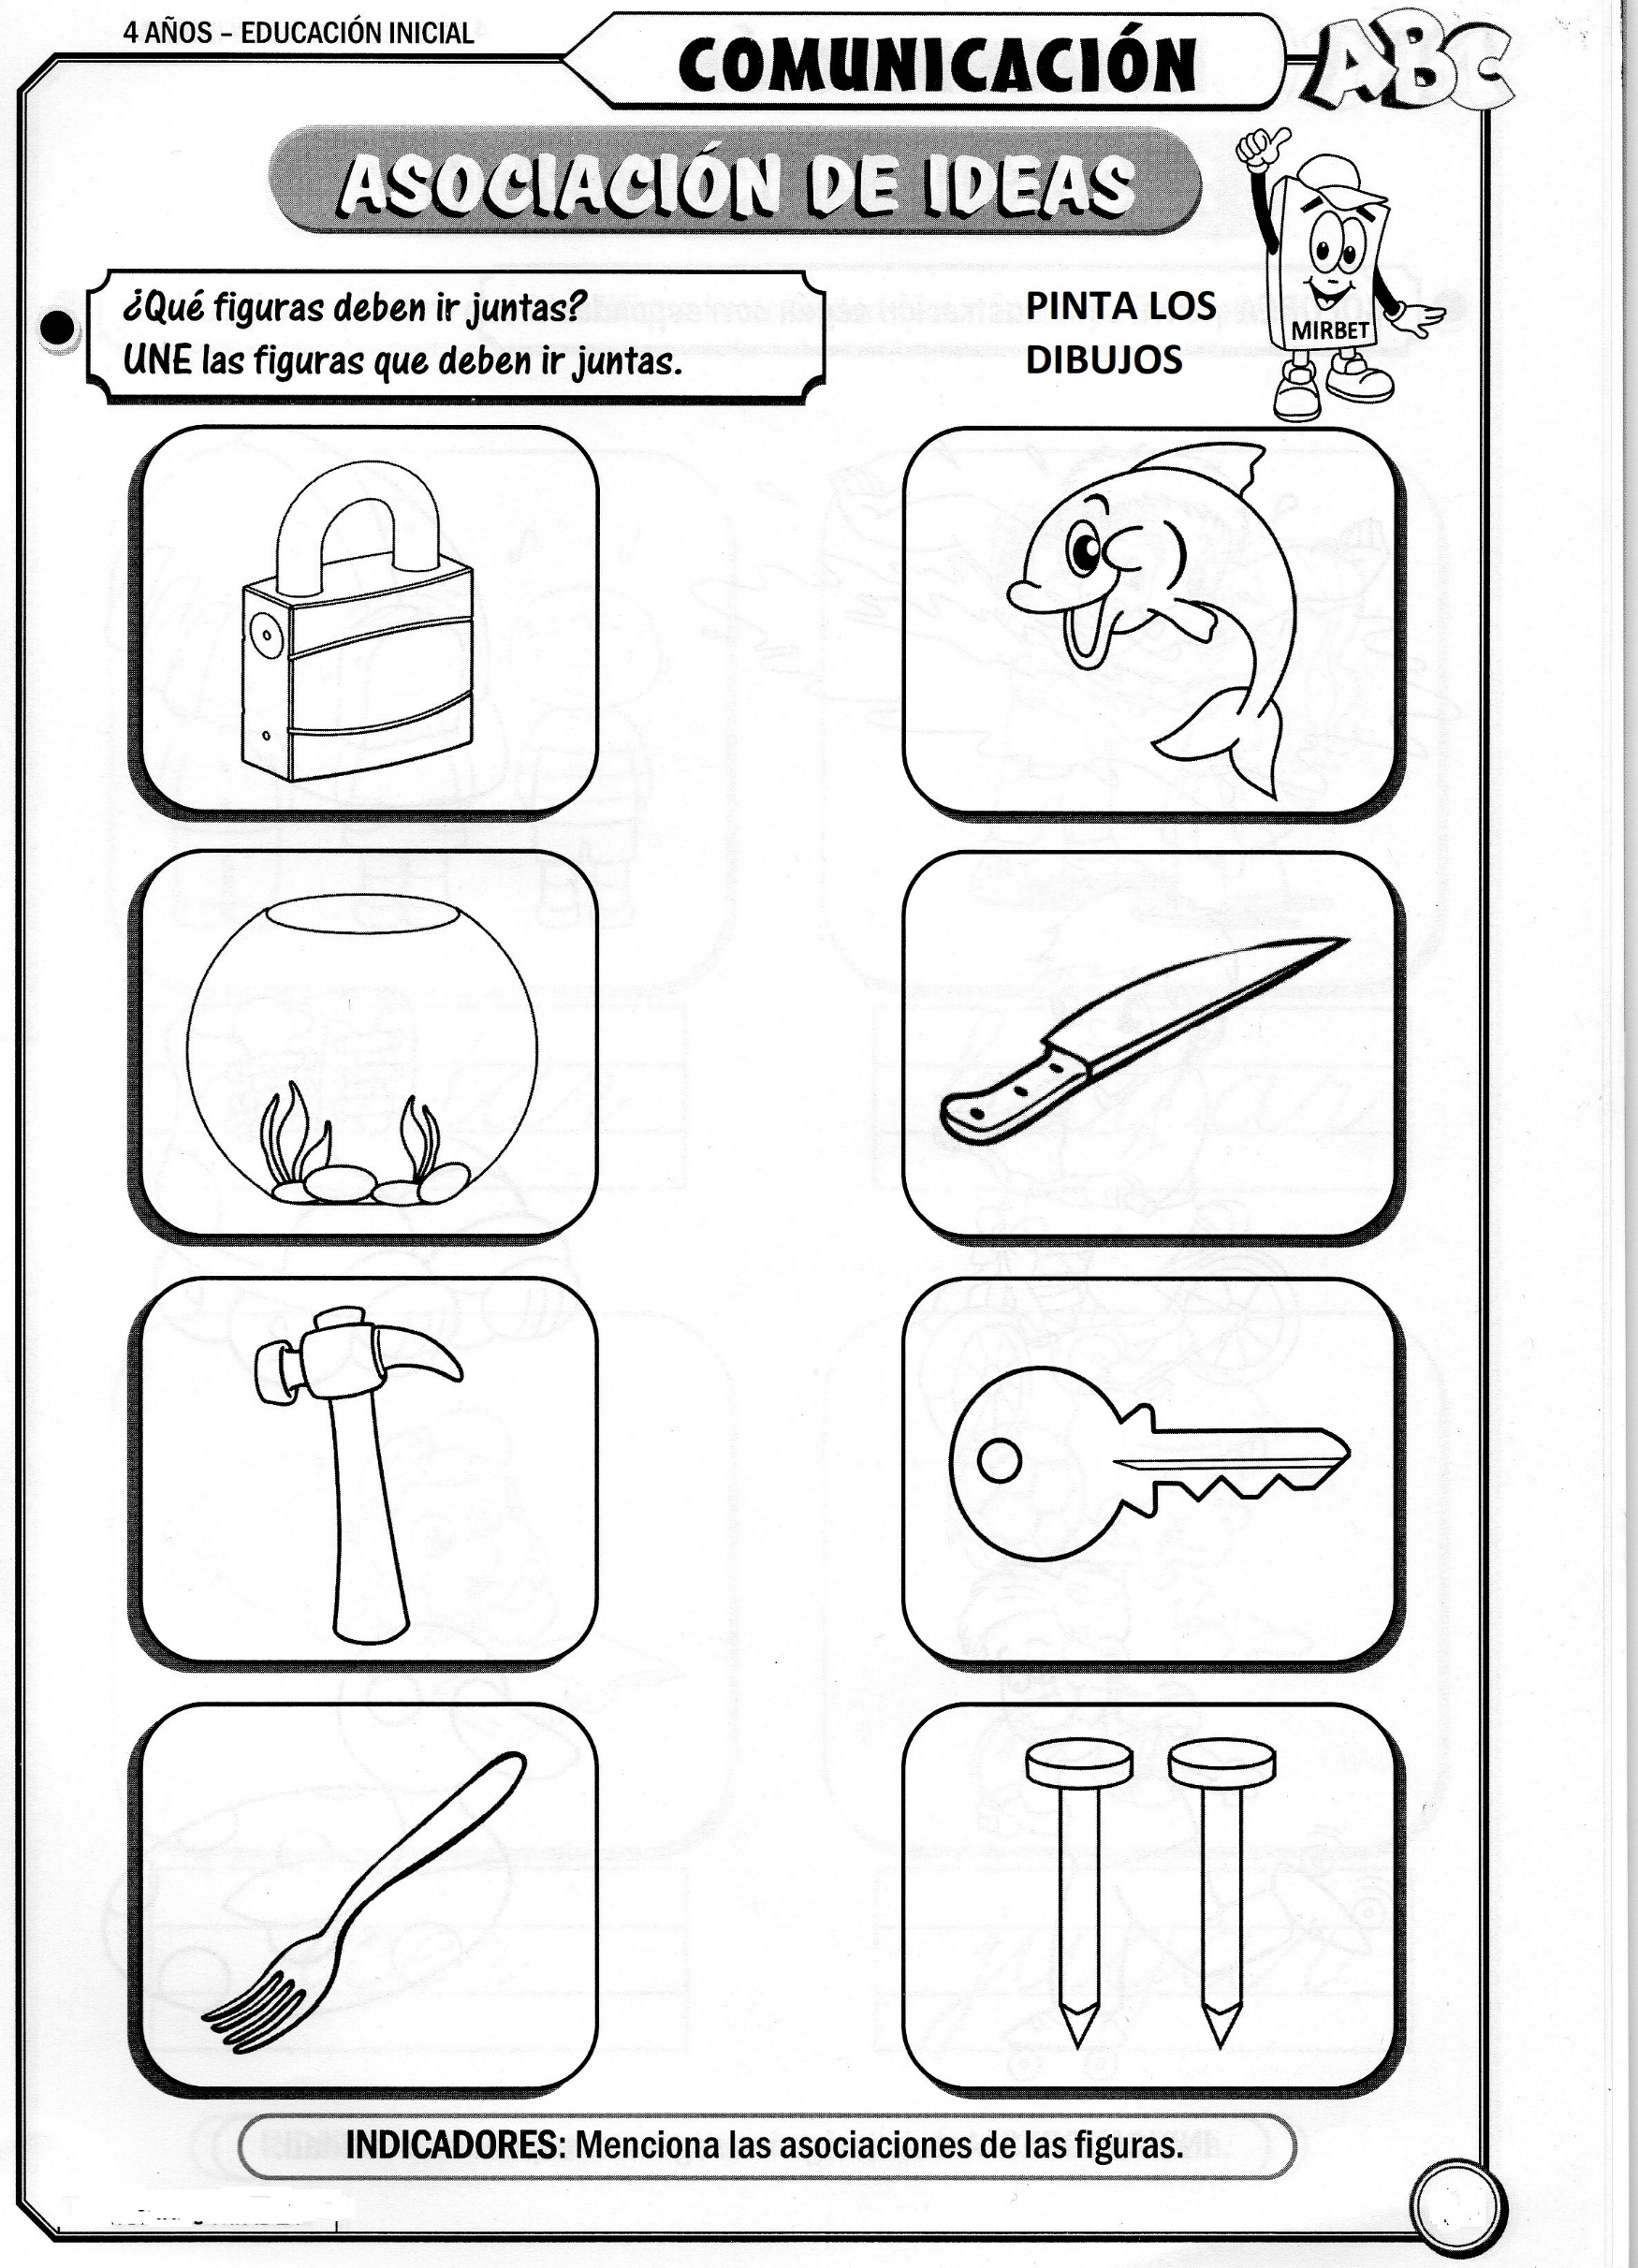 4 AÑOS – EDUCACIÓN INICIAL
COMUNICACIÓN
ABC
ASOCIACIÓN DE IDEAS
¿Qué figuras deben ir juntas?
UNE las figuras que deben ir juntas.
PINTA LOS
DIBUJOS
MIRBET
INDICADORES: Menciona las asociaciones de las figuras.